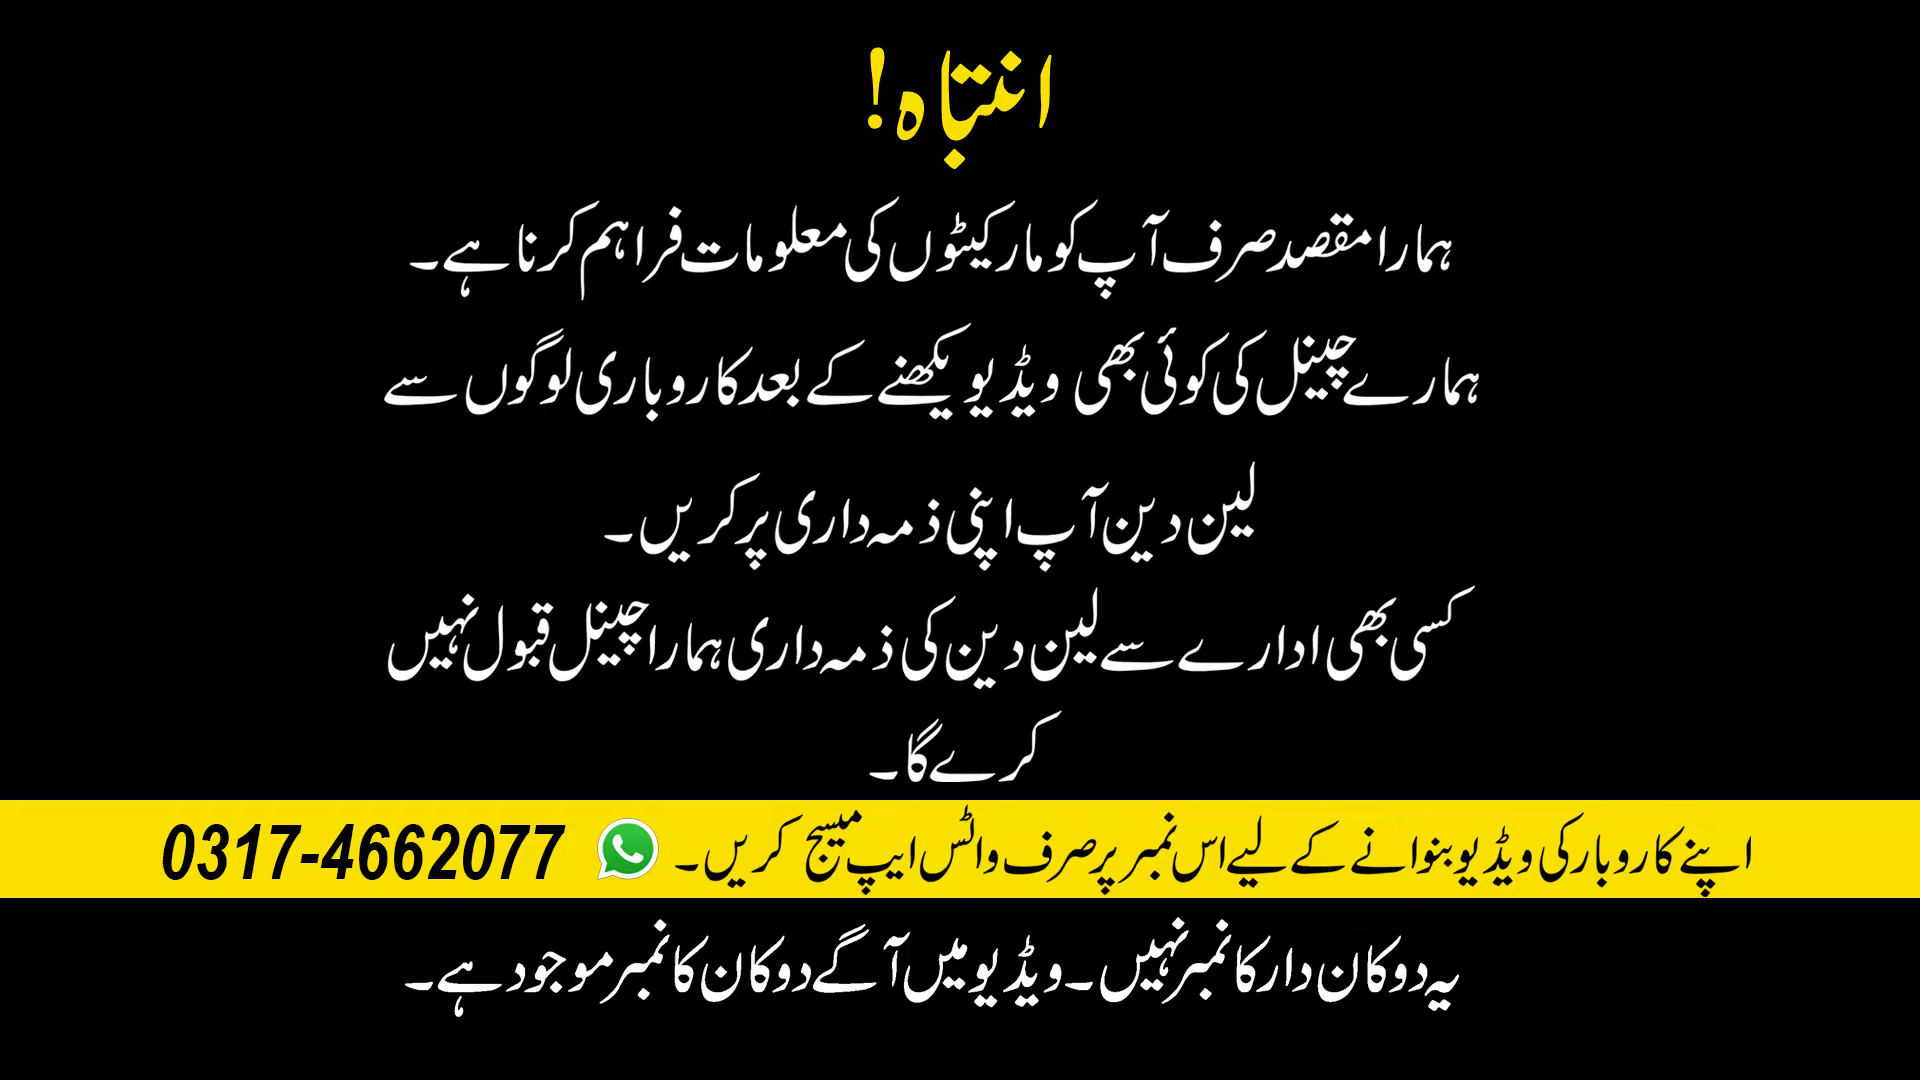 انتباہ!
ہمارا مقصد صرف آپ کو مارکیٹوں کی معلومات فراہم کرنا ہے۔
ہمارے چینل کی کوئی بھی ویڈیو یکھنے کے بعد کاروباری لوگوں سے
لین دین آپ اپنی ذمہ داری پر کریں۔
کسی بھی ادارے سے لین دین کی ذمہ داری ہمارا چینل قبول نہیں
کرے گا۔
اپنے کاروبار کی ویڈیو بنوانے کے لیے اس نمبر پر صرف واٹس ایپ میسج کریں۔ 0317-4662077
یہ دوکان دار کا نمبر نہیں۔ ویڈیو میں آگے دوکان کا نمبر موجود ہے۔